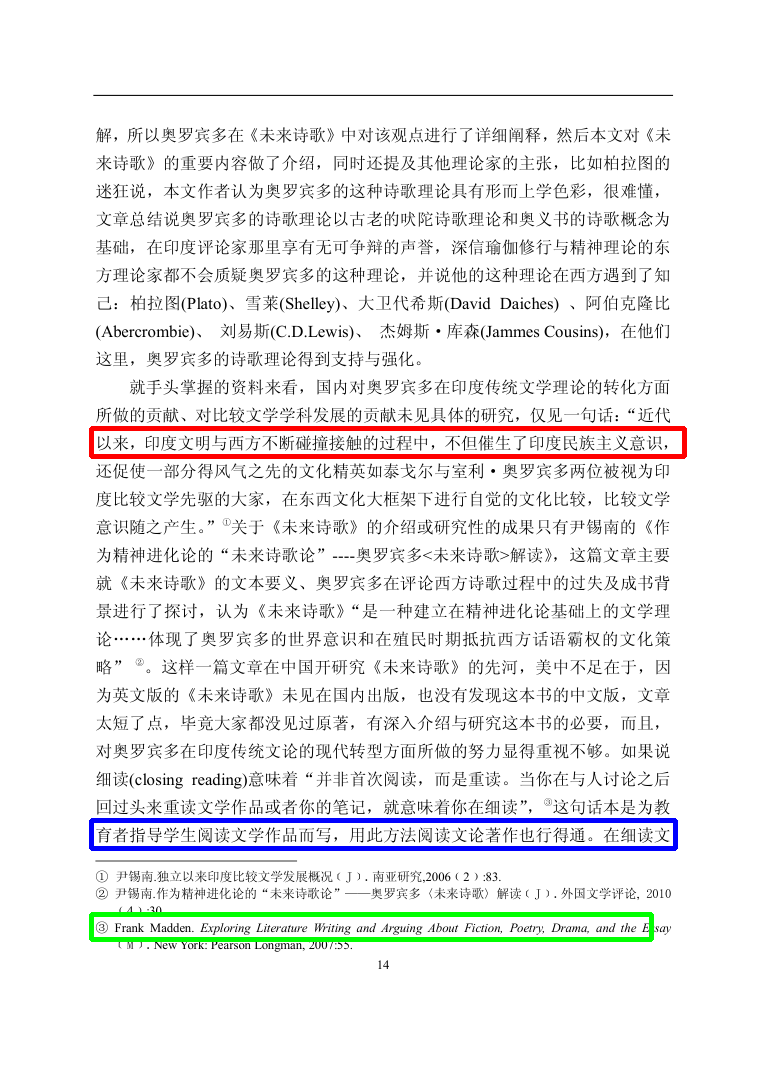 解，所以奥罗宾多在《未来诗歌》中对该观点进行了详细阐释，然后本文对《未
来诗歌》的重要内容做了介绍，同时还提及其他理论家的主张，比如柏拉图的
迷狂说，本文作者认为奥罗宾多的这种诗歌理论具有形而上学色彩，很难懂，
文章总结说奥罗宾多的诗歌理论以古老的吠陀诗歌理论和奥义书的诗歌概念为
基础，在印度评论家那里享有无可争辩的声誉，深信瑜伽修行与精神理论的东
方理论家都不会质疑奥罗宾多的这种理论，并说他的这种理论在西方遇到了知
己：柏拉图(Plato)、雪莱(Shelley)、大卫代希斯(David Daiches) 、阿伯克隆比
(Abercrombie)、 刘易斯(C.D.Lewis)、 杰姆斯·库森(Jammes Cousins)，在他们
这里，奥罗宾多的诗歌理论得到支持与强化。
就手头掌握的资料来看，国内对奥罗宾多在印度传统文学理论的转化方面
所做的贡献、对比较文学学科发展的贡献未见具体的研究，仅见一句话：“近代
以来，印度文明与西方不断碰撞接触的过程中，不但催生了印度民族主义意识，
还促使一部分得风气之先的文化精英如泰戈尔与室利·奥罗宾多两位被视为印
度比较文学先驱的大家，在东西文化大框架下进行自觉的文化比较，比较文学
意识随之产生。”①关于《未来诗歌》的介绍或研究性的成果只有尹锡南的《作
为精神进化论的“未来诗歌论”----奥罗宾多<未来诗歌>解读》，这篇文章主要
就《未来诗歌》的文本要义、奥罗宾多在评论西方诗歌过程中的过失及成书背
景进行了探讨，认为《未来诗歌》“是一种建立在精神进化论基础上的文学理
论……体现了奥罗宾多的世界意识和在殖民时期抵抗西方话语霸权的文化策
略” ②。这样一篇文章在中国开研究《未来诗歌》的先河，美中不足在于，因
为英文版的《未来诗歌》未见在国内出版，也没有发现这本书的中文版，文章
太短了点，毕竟大家都没见过原著，有深入介绍与研究这本书的必要，而且，
对奥罗宾多在印度传统文论的现代转型方面所做的努力显得重视不够。如果说
细读(closing reading)意味着“并非首次阅读，而是重读。当你在与人讨论之后
回过头来重读文学作品或者你的笔记，就意味着你在细读”，③这句话本是为教
育者指导学生阅读文学作品而写，用此方法阅读文论著作也行得通。在细读文
① 尹锡南.独立以来印度比较文学发展概况﹝J﹞. 南亚研究,2006﹝2﹞:83.
② 尹锡南.作为精神进化论的“未来诗歌论”——奥罗宾多〈未来诗歌〉解读﹝J﹞. 外国文学评论, 2010
﹝4﹞:30.
③ Frank Madden. Exploring Literature Writing and Arguing About Fiction, Poetry, Drama, and the Essay
﹝M﹞. New York: Pearson Longman, 2007:55.
14